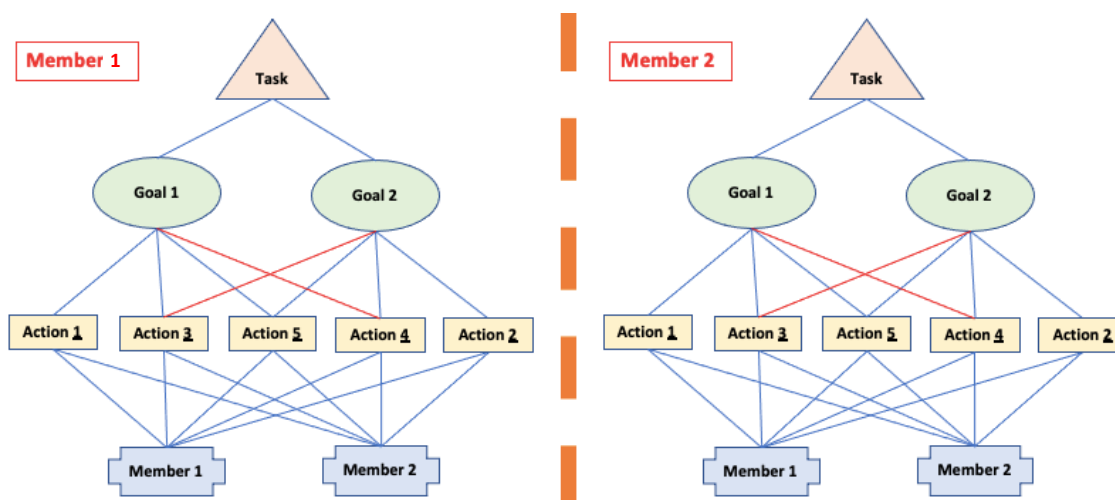 Member 1
Task
Goal 1
Goal 2
Action 1
Action 3
Action 5
Action 4
Action 2
Member 1
Member 2
Member 2
Task
Goal 1
Goal 2
Action 1
Action 3
Action 5
Action 4
Action 2
Member 1
Member 2